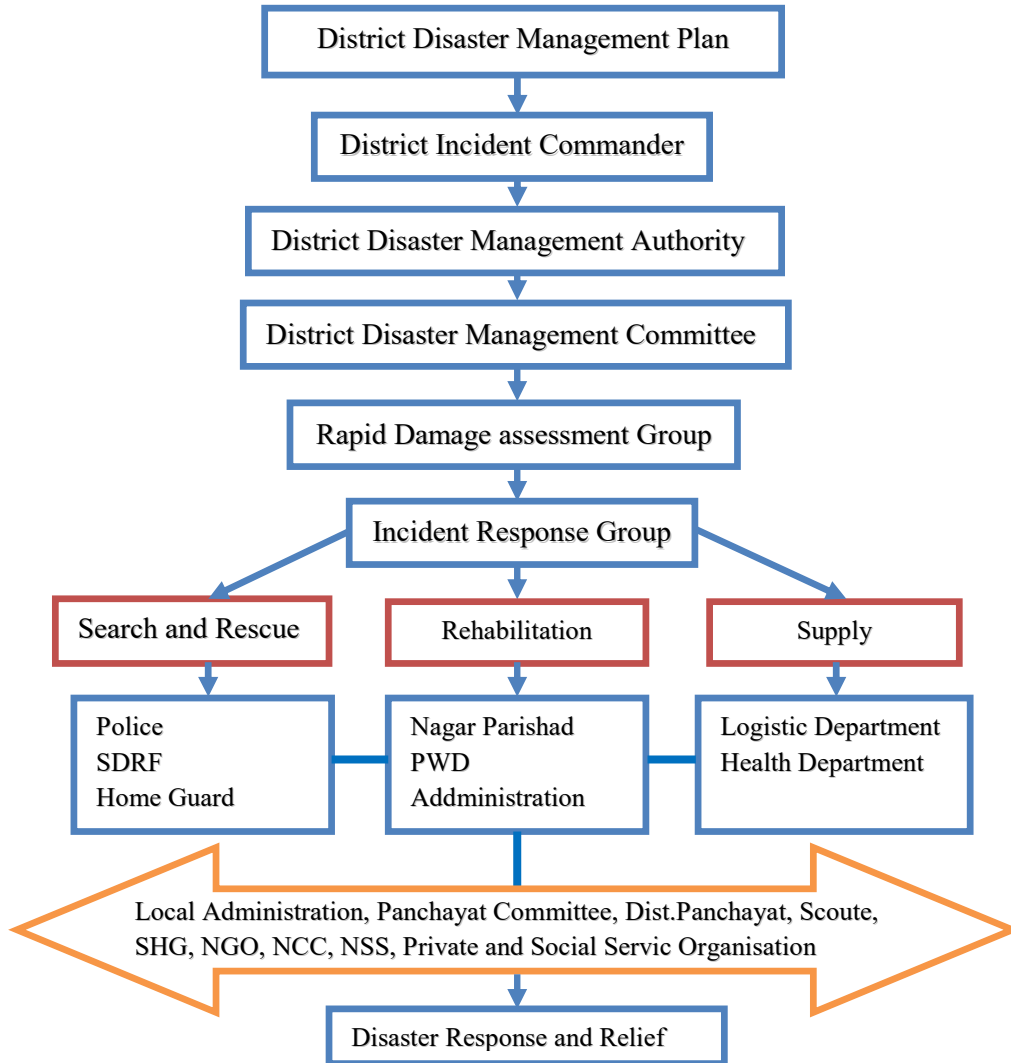 District Disaster Management Plan
District Incident Commander
District Disaster Management Authority
District Disaster Management Committee
Rapid Damage assessment Group
Incident Response Group
Search and Rescue
Rehabilitation
Supply
Police
SDRF
Home Guard
Nagar Parishad
PWD
Addministration
Logistic Department
Health Department
Local Administration, Panchayat Committee, Dist.Panchayat, Scoute,
SHG, NGO, NCC, NSS, Private and Social Servic Organisation
Disaster Response and Relief